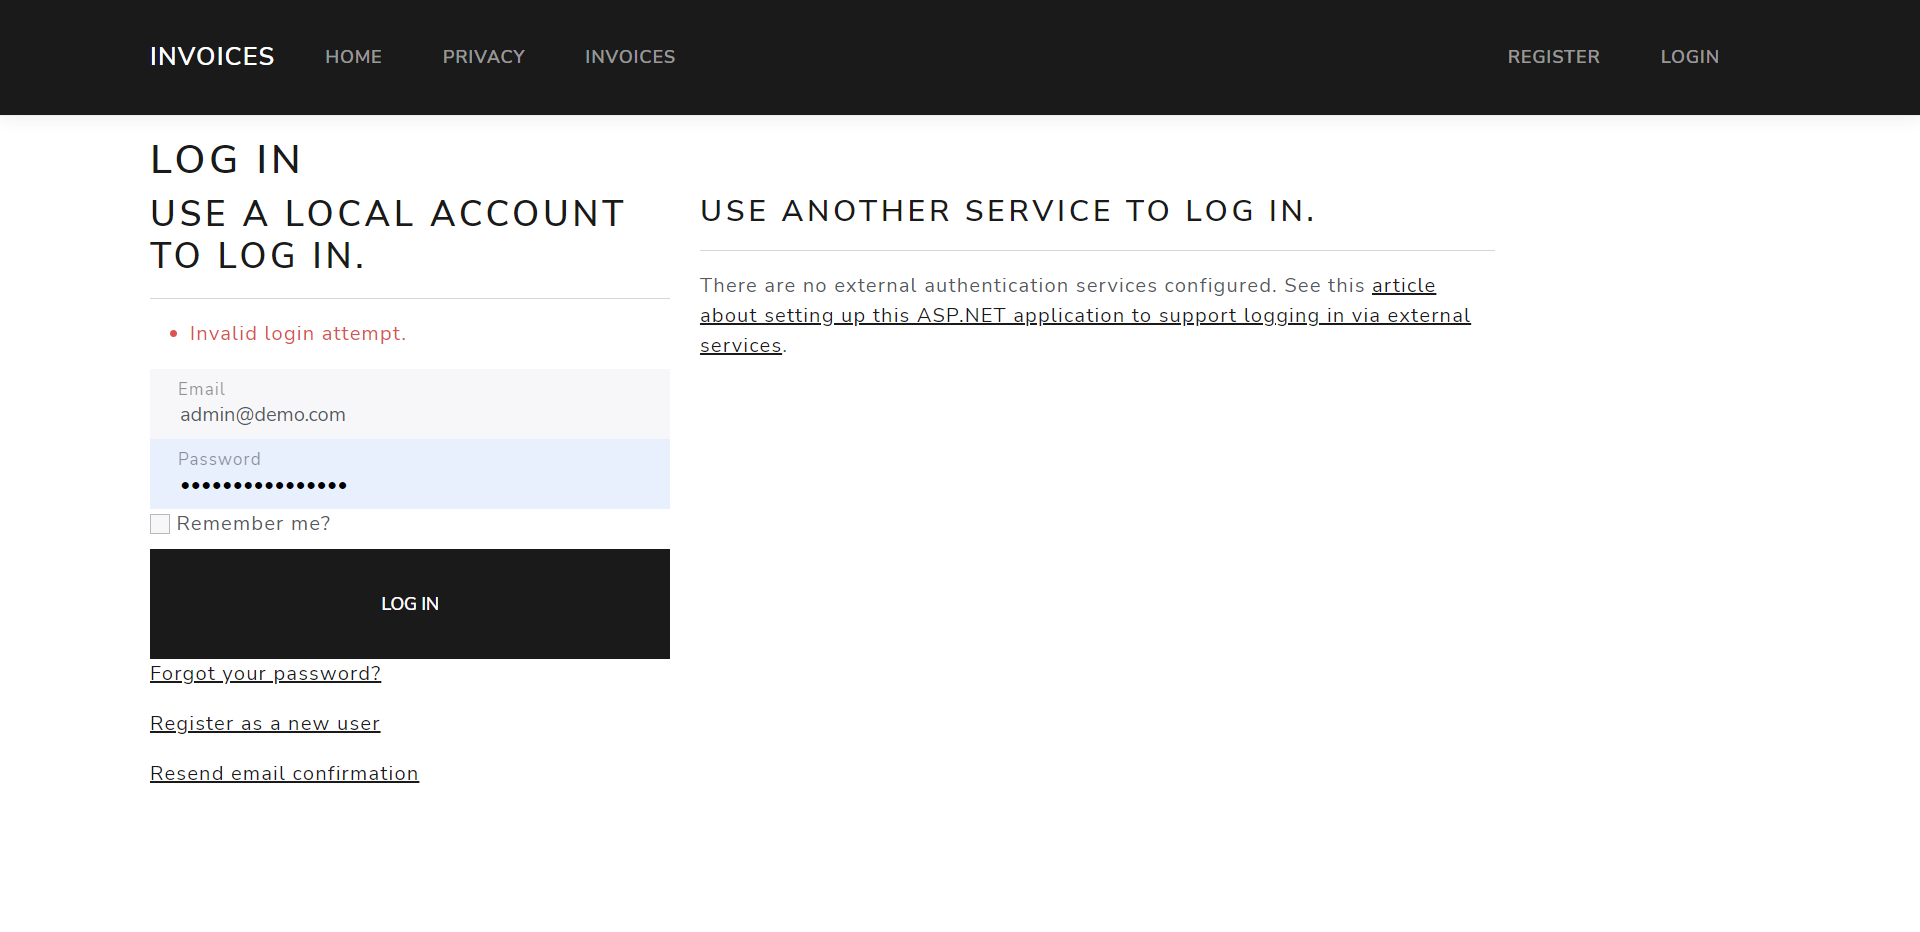 INVOICES HOME PRIVACY INVOICES REGISTER LOGIN
LOG IN
USE A LOCAL ACCOUNT
TO LOG IN.
Invalid login attempt.
Email
admin@demo.com
Password
••••••••••••••••
Remember me?
LOG IN
Forgot your password?
Register as a new user
Resend email confirmation
USE ANOTHER SERVICE TO LOG IN.
There are no external authentication services configured. See this article
about setting up this ASP.NET application to support logging in via external
services.